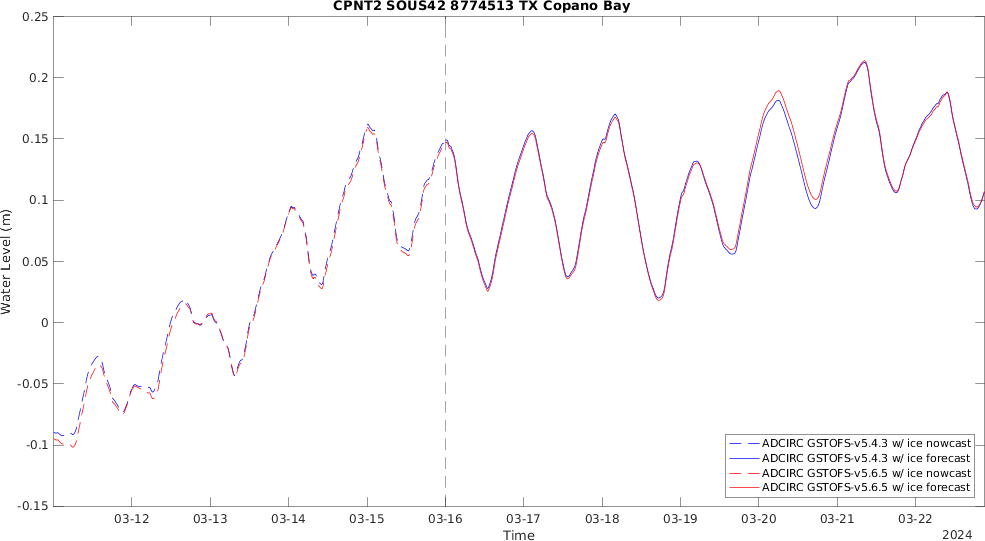 CPNT2 SOUS42 8774513 TX Copano Bay
0.25
0.2
0.15
0.1
0.05
0
-0.05
-0.1
-0.15
Water Level (m)
03-12 03-13 03-14 03-15 03-16 03-17 03-18 03-19 03-20 03-21 03-22
2024
Time
ADCIRC GSTOFS-v5.4.3 w/ ice nowcast
ADCIRC GSTOFS-v5.4.3 w/ ice forecast
ADCIRC GSTOFS-v5.6.5 w/ ice nowcast
ADCIRC GSTOFS-v5.6.5 w/ ice forecast